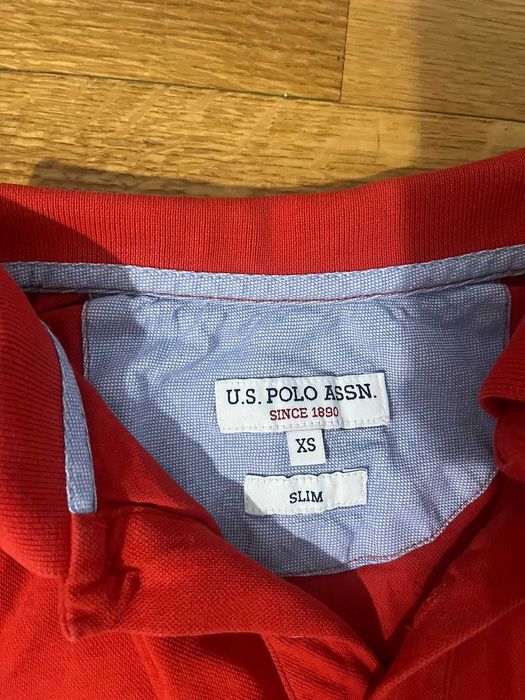 U.S. POLO ASSN.
SINCE 1890
XS
SLIM